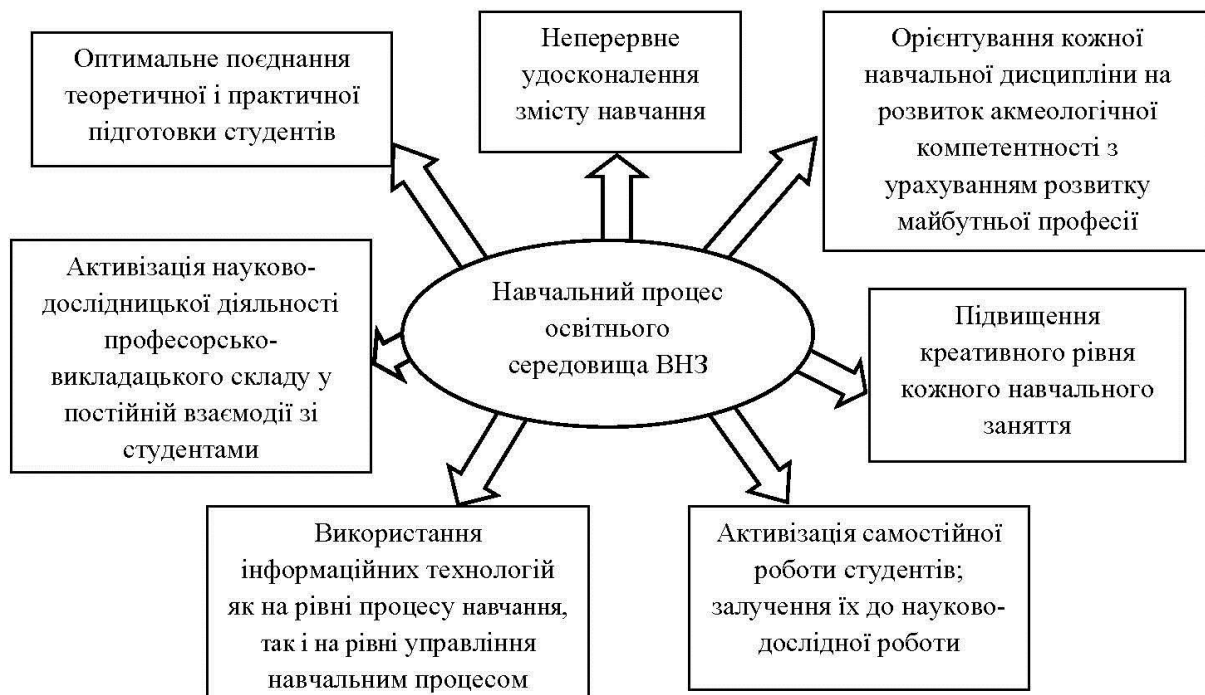 Оптимальне поєднання
теоретичної і практичної
підготовки студентів
Неперервне
удосконалення
змісту навчання
Орієнтування кожної
навчальної дисципліни на
розвиток акмеологічної
компетентності з
урахуванням розвитку
майбутньої професії
Активізація науково-
дослідницької діяльності
професорсько-
викладацького складу у
постійній взаємодії зі
студентами
Навчальний процес
освітнього
середовища ВНЗ
Підвищення
креативного рівня
кожного навчального
заняття
Використання
інформаційних технологій
як на рівні процесу навчання,
так і на рівні управління
навчальним процесом
Активізація самостійної
роботи студентів;
залучення їх до науково-
дослідної роботи